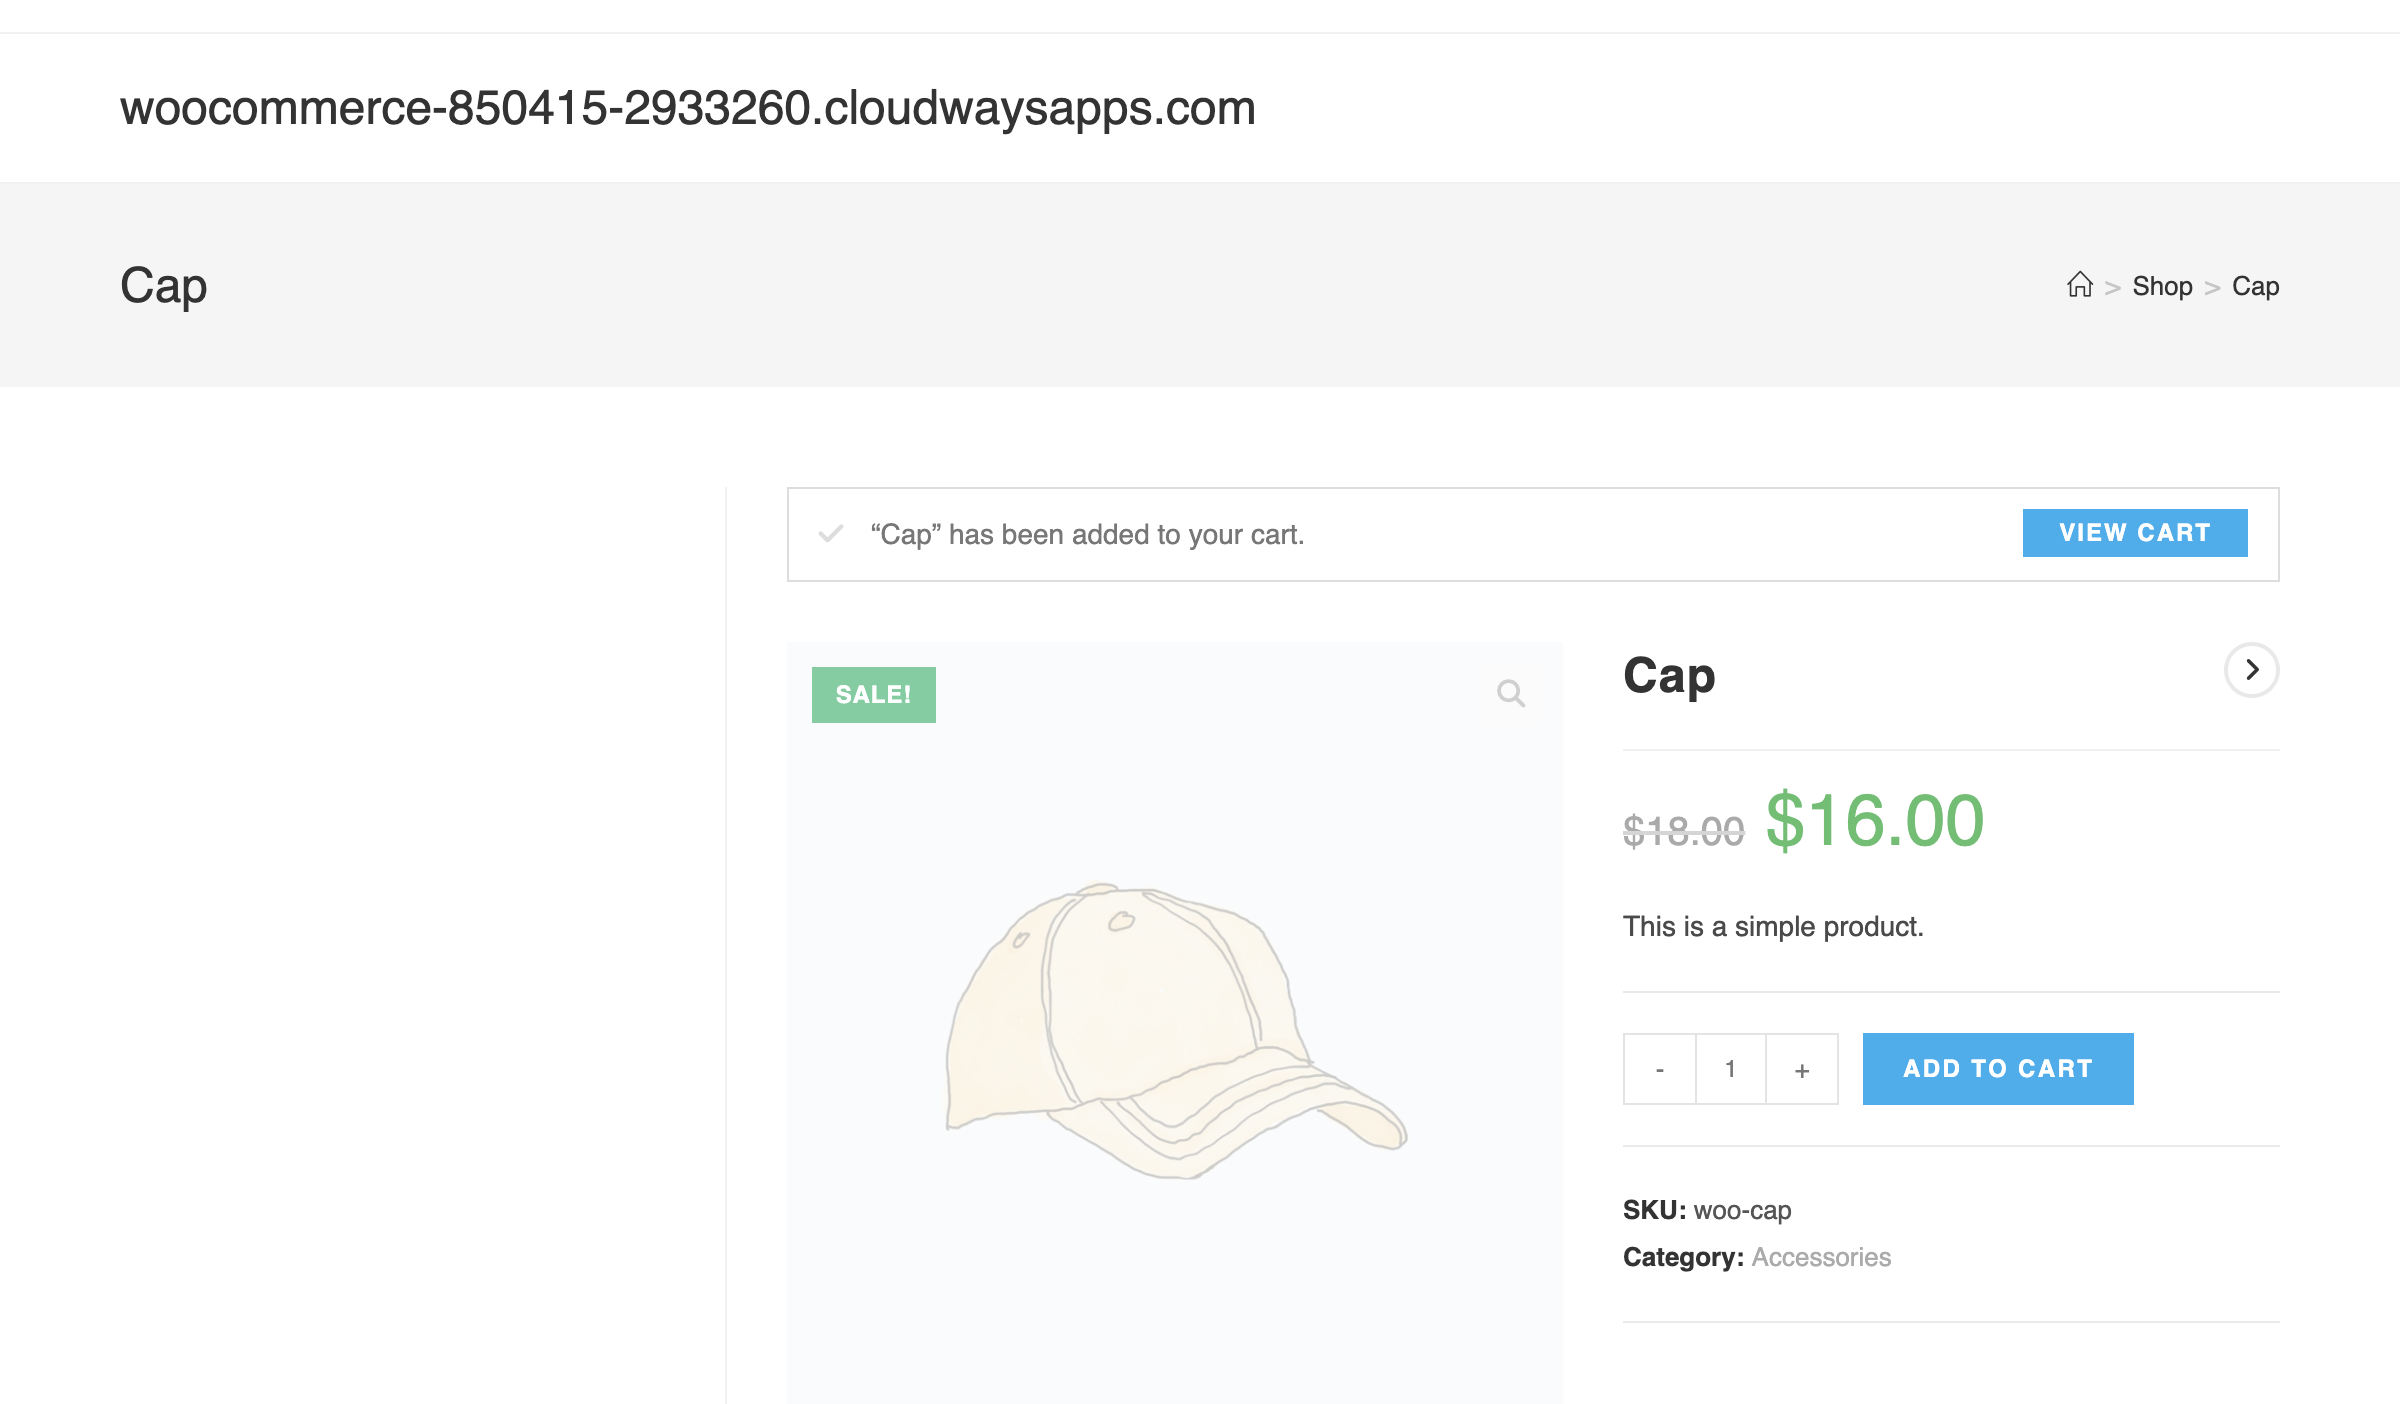 woocommerce-850415-2933260.cloudwaysapps.com
Cap
> Shop > Cap
“Cap” has been added to your cart.
VIEW CART
SALE!
Cap
$18.00 $16.00
This is a simple product.
- 1 +
ADD TO CART
SKU: woo-cap
Category: Accessories